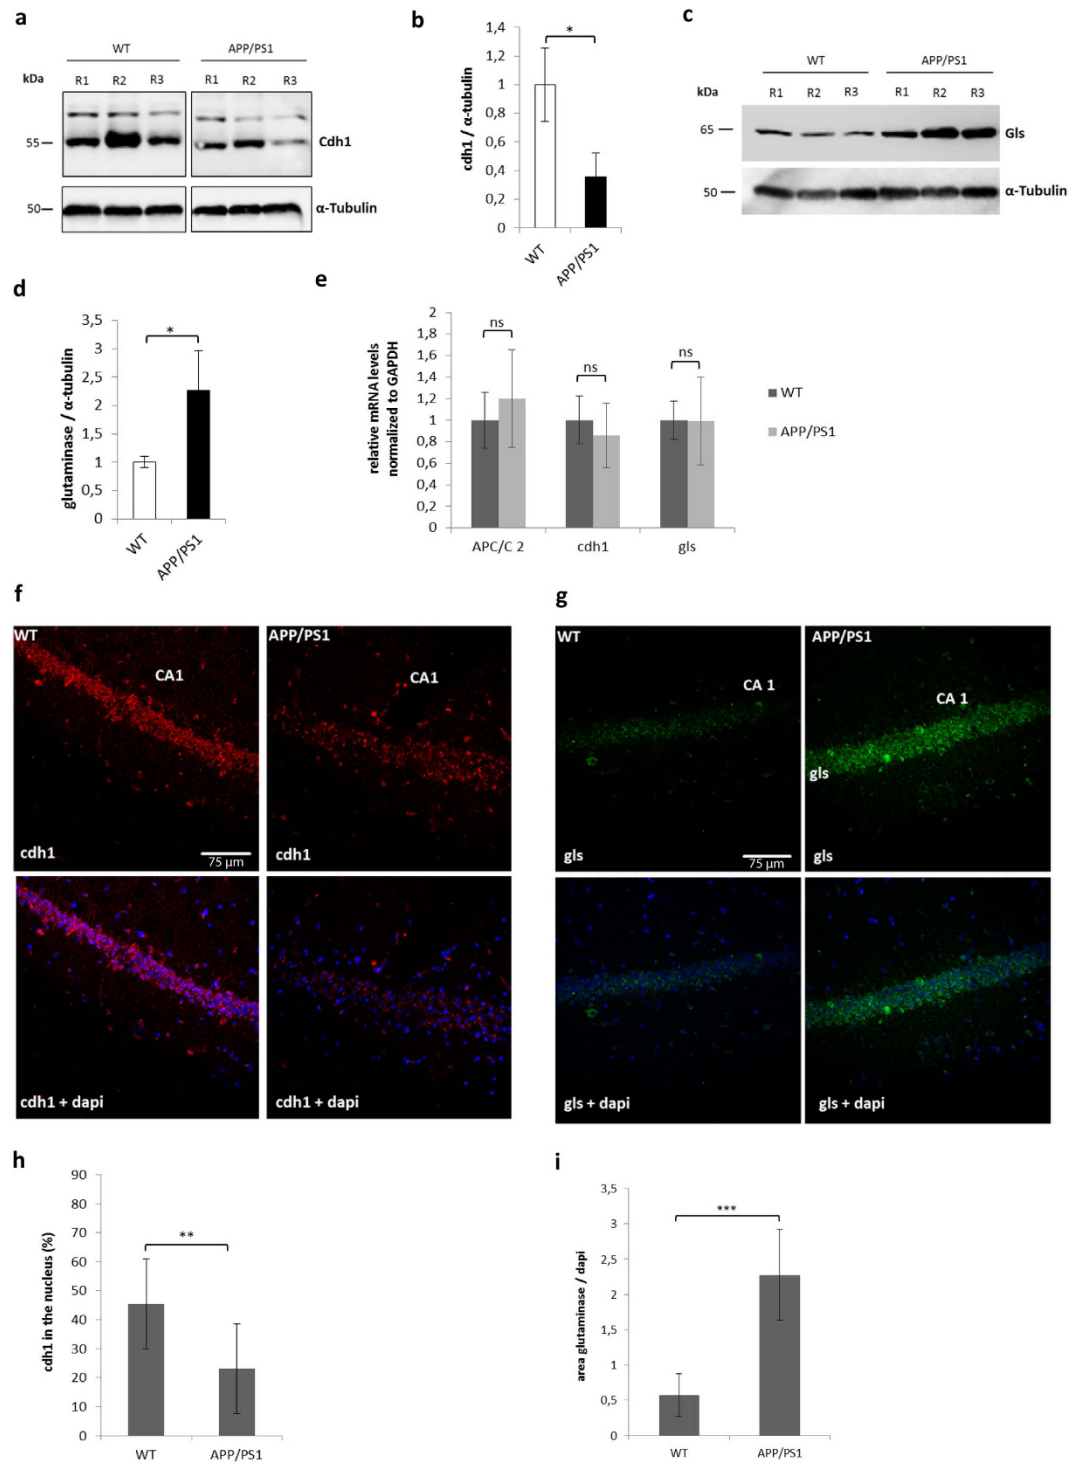 a
WT APP/PS1
kDa R1 R2 R3 R1 R2 R3
55 Cdh1
50 α-Tubulin
b
cdh1 / α-tubulin
1,4
1,2
1
0,8
0,6
0,4
0,2
0
*
WT APP/PS1
c
WT APP/PS1
kDa R1 R2 R3 R1 R2 R3
65 Gls
50 α-Tubulin
d
glutaminase / α-tubulin
3,5
3
2,5
2
1,5
1
0,5
0
*
WT APP/PS1
e
relative mRNA levels
normalized to GAPDH
2
1,8
1,6
1,4
1,2
1
0,8
0,6
0,4
0,2
0
ns ns ns
APC/C 2 cdh1 gls
WT
APP/PS1
f
WT APP/PS1
CA1 CA1
cdh1 75 µm cdh1
cdh1 + dapi cdh1 + dapi
g
WT APP/PS1
CA 1 CA 1
gls
gls 75 µm gls
gls + dapi gls + dapi
h
cdh1 in the nucleus (%)
90
80
70
60
50
40
30
20
10
0
**
WT APP/PS1
i
area glutaminase / dapi
3,5
3
2,5
2
1,5
1
0,5
0
***
WT APP/PS1